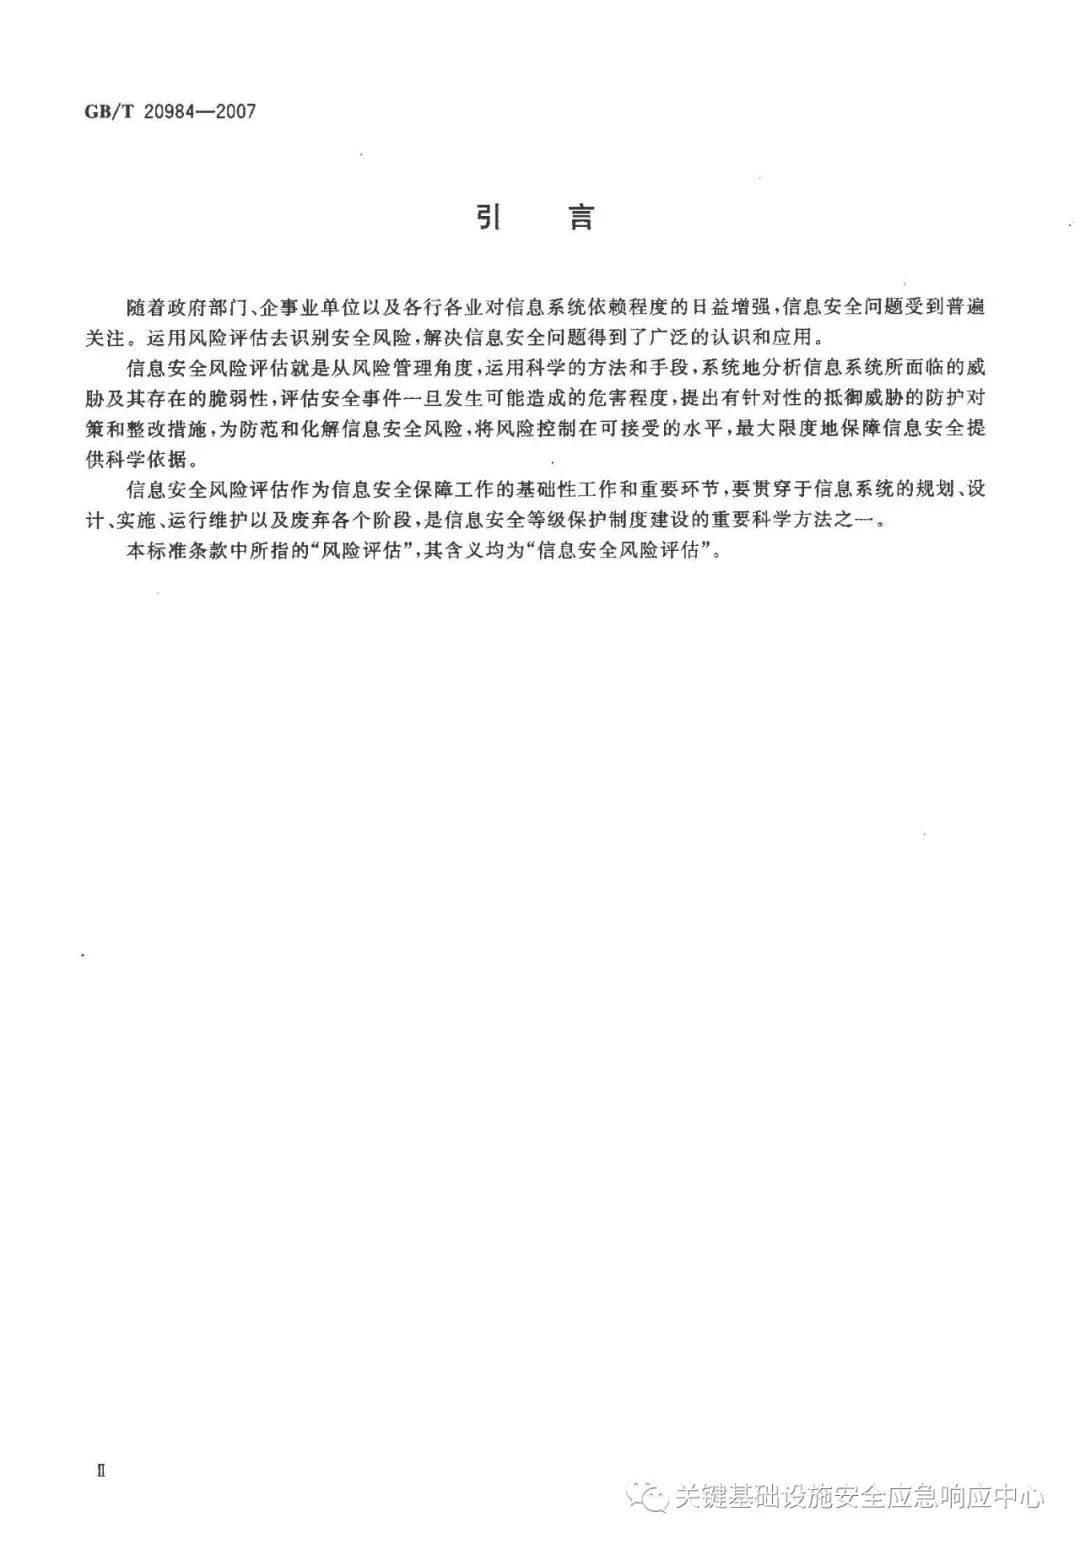 GB/T 20984—2007
引 言
随着政府部门、企事业单位以及各行各业对信息系统依赖程度的日益增强,信息安全问题受到普遍
关注。运用风险评估去识别安全风险,解决信息安全问题得到了广泛的认识和应用。
信息安全风险评估就是从风险管理角度,运用科学的方法和手段,系统地分析信息系统所面临的威
胁及其存在的脆弱性,评估安全事件一旦发生可能造成的危害程度,提出有针对性的抵御威胁的防护对
策和整改措施,为防范和化解信息安全风险,将风险控制在可接受的水平,最大限度地保障信息安全提
供科学依据。
信息安全风险评估作为信息安全保障工作的基础性工作和重要环节,要贯穿于信息系统的规划、设
计、实施、运行维护以及废弃各个阶段,是信息安全等级保护制度建设的重要科学方法之一。
本标准条款中所指的“风险评估”,其含义均为“信息安全风险评估”。
Ⅱ
关键基础设施安全应急响应中心